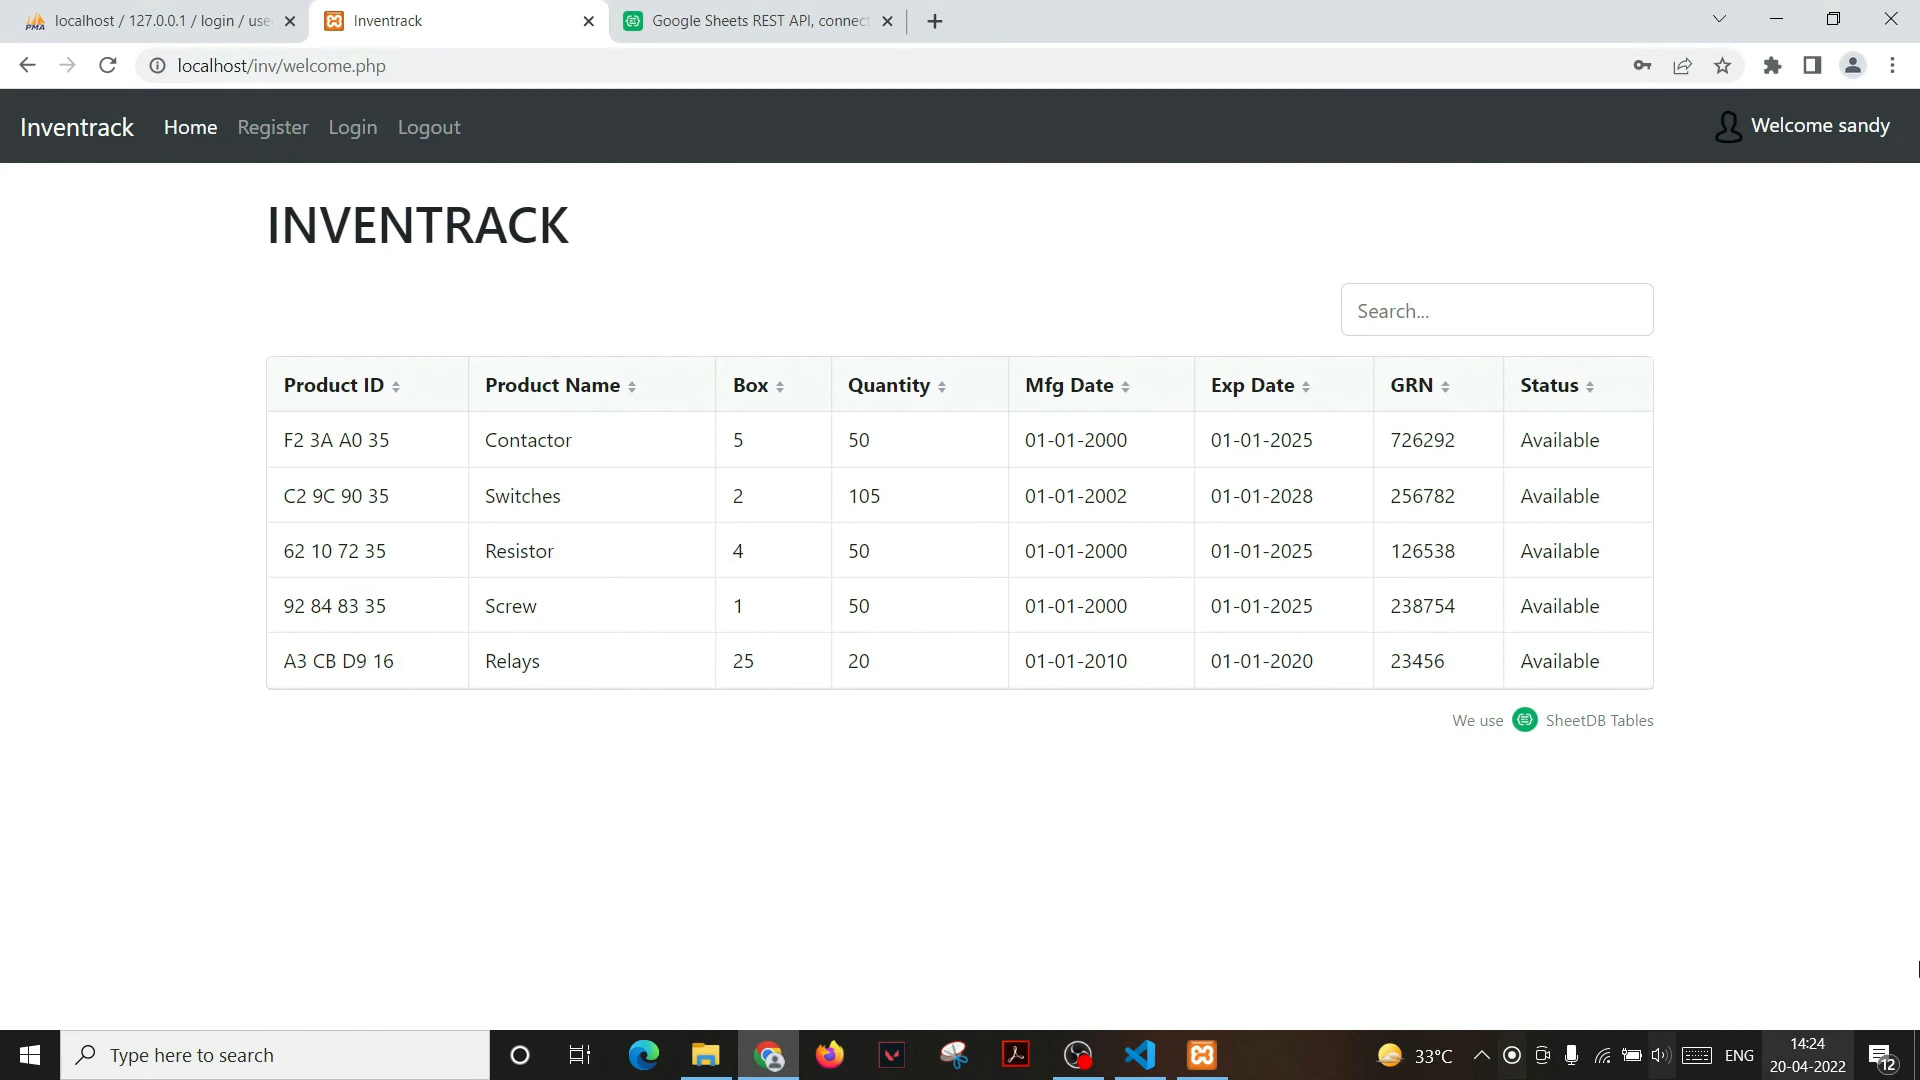 localhost / 127.0.0.1 / login / use
Inventrack
Google Sheets REST API, connect
localhost/inv/welcome.php
Inventrack Home Register Login Logout Welcome sandy
INVENTRACK
Search...
Product ID Product Name Box Quantity Mfg Date Exp Date GRN Status
F2 3A A0 35 Contactor 5 50 01-01-2000 01-01-2025 726292 Available
C2 9C 90 35 Switches 2 105 01-01-2002 01-01-2028 256782 Available
62 10 72 35 Resistor 4 50 01-01-2000 01-01-2025 126538 Available
92 84 83 35 Screw 1 50 01-01-2000 01-01-2025 238754 Available
A3 CB D9 16 Relays 25 20 01-01-2010 01-01-2020 23456 Available
We use SheetDB Tables
Type here to search
33°C
ENG
14:24
20-04-2022
12